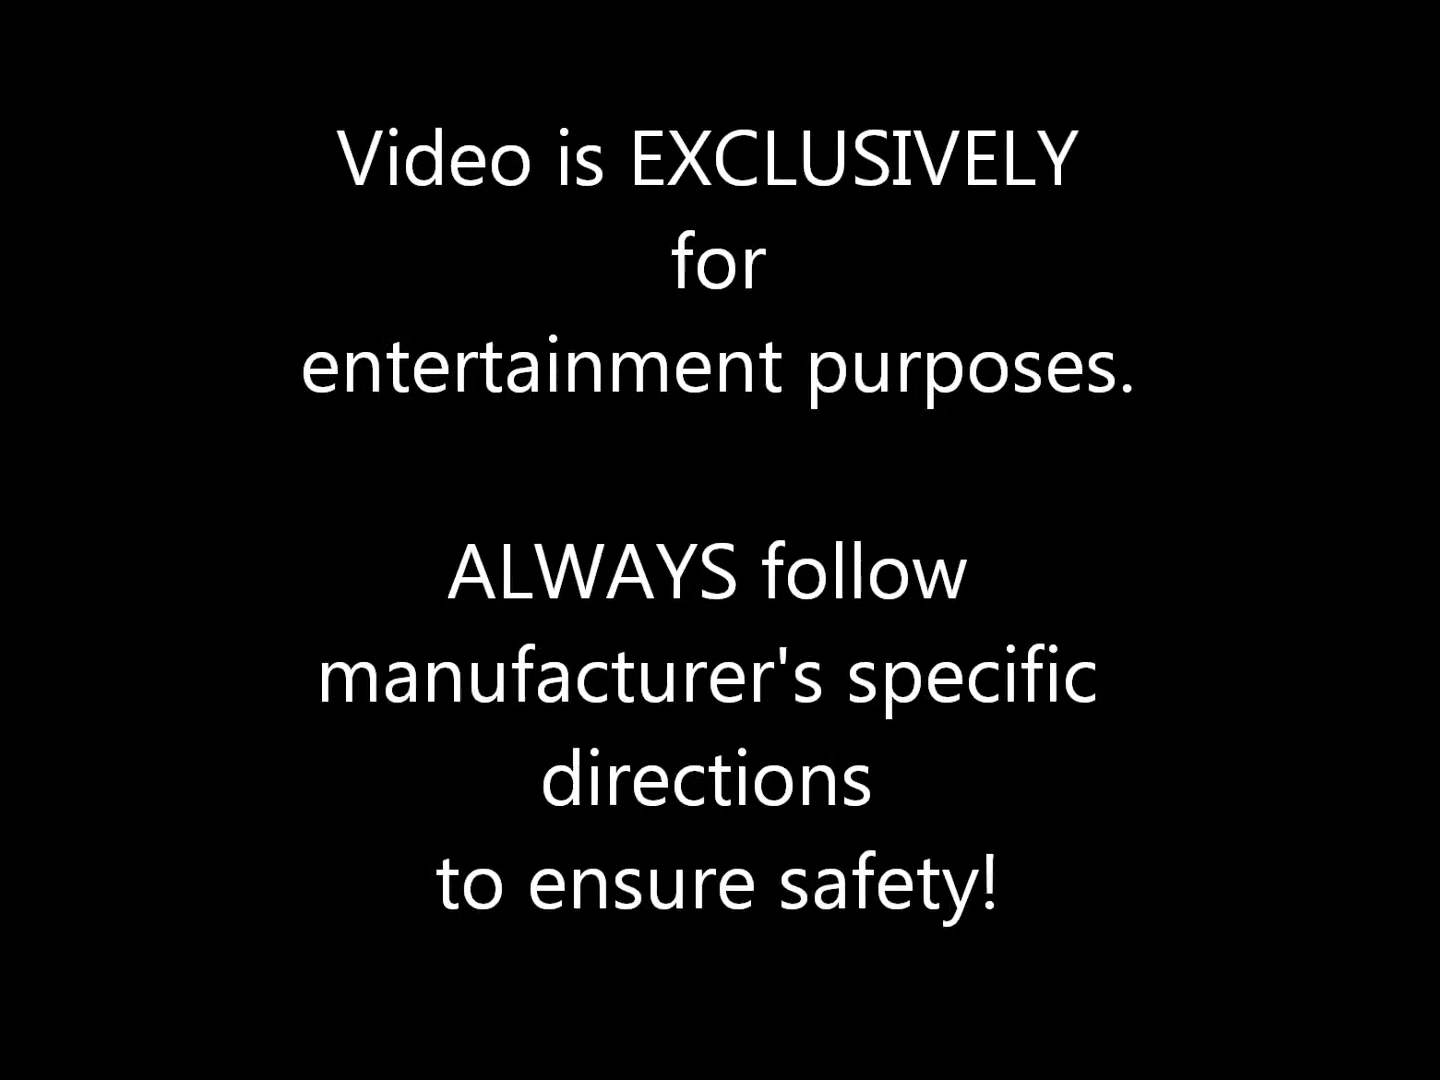 Video is EXCLUSIVELY
for
entertainment purposes.
ALWAYS follow
manufacturer's specific
directions
to ensure safety!